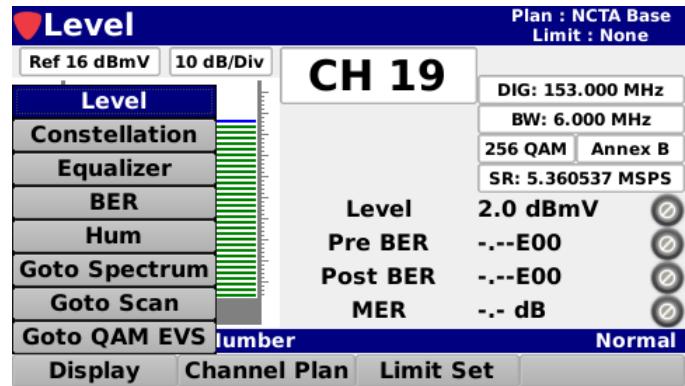 Level
Plan : NCTA Base
Limit : None
Ref 16 dBmV
10 dB/Div
CH 19
DIG: 153.000 MHz
BW: 6.000 MHz
256 QAM
Annex B
SR: 5.360537 MSPS
Level
Constellation
Equalizer
BER
Hum
Goto Spectrum
Goto Scan
Goto QAM EVS
Level 2.0 dBmV
Pre BER -.--E00
Post BER -.--E00
MER -.- dB
lumber
Normal
Display
Channel Plan
Limit Set